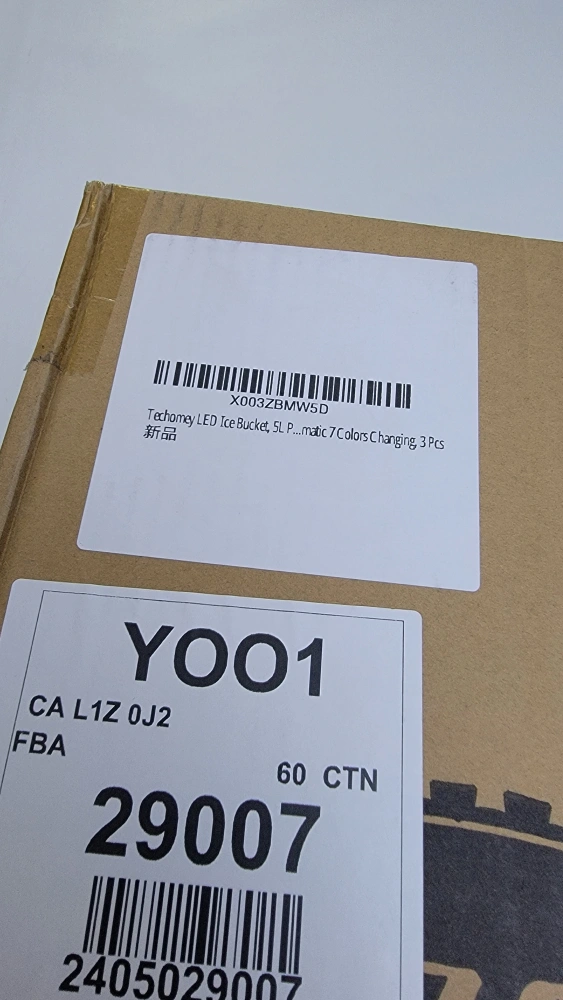 X003ZBMW5D
Techomey LED Ice Bucket, 5L P...matic 7 Colors Changing, 3 Pcs
新品
YOO1
CA L1Z 0J2
FBA
60 CTN
29007
2405029007